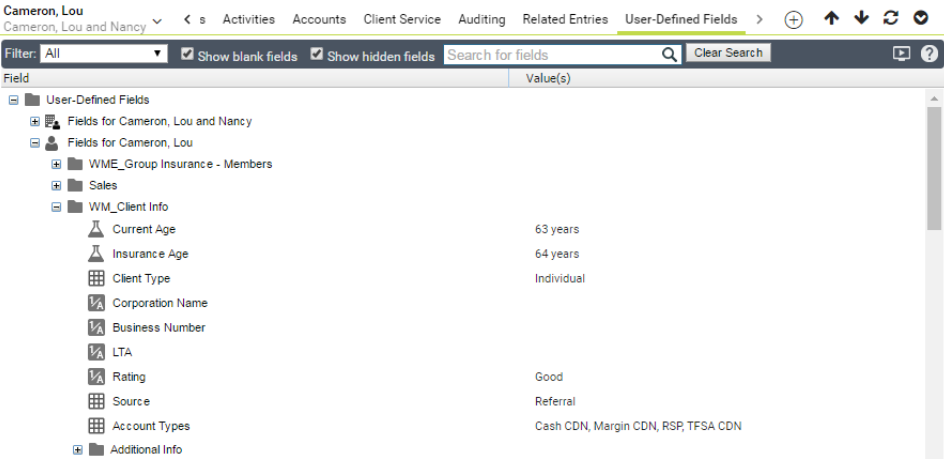 Cameron, Lou
Cameron, Lou and Nancy
s Activities Accounts Client Service Auditing Related Entries User-Defined Fields
Filter: All Show blank fields Show hidden fields Search for fields Clear Search ?
Field Value(s)
User-Defined Fields
Fields for Cameron, Lou and Nancy
Fields for Cameron, Lou
WME_Group Insurance - Members
Sales
WM_Client Info
Current Age 63 years
Insurance Age 64 years
Client Type Individual
1/A Corporation Name
1/A Business Number
1/A LTA
1/A Rating Good
Source Referral
Account Types Cash CDN, Margin CDN, RSP, TFSA CDN
Additional Info